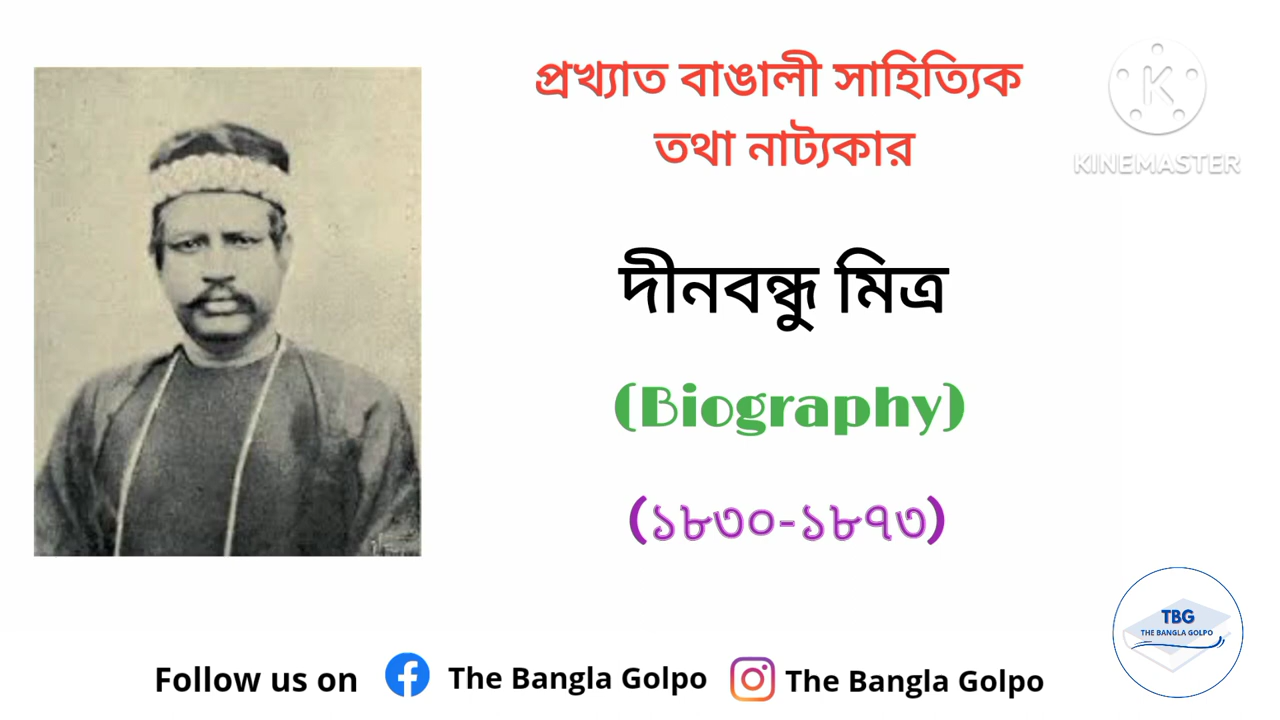 প্রখ্যাত বাঙালী সাহিত্যিক
তথা নাট্যকার
KINEMASTER
দীনবন্ধু মিত্র
(Biography)
(১৮৩০-১৮৭৩)
TBG
THE BANGLA GOLPO
Follow us on The Bangla Golpo The Bangla Golpo